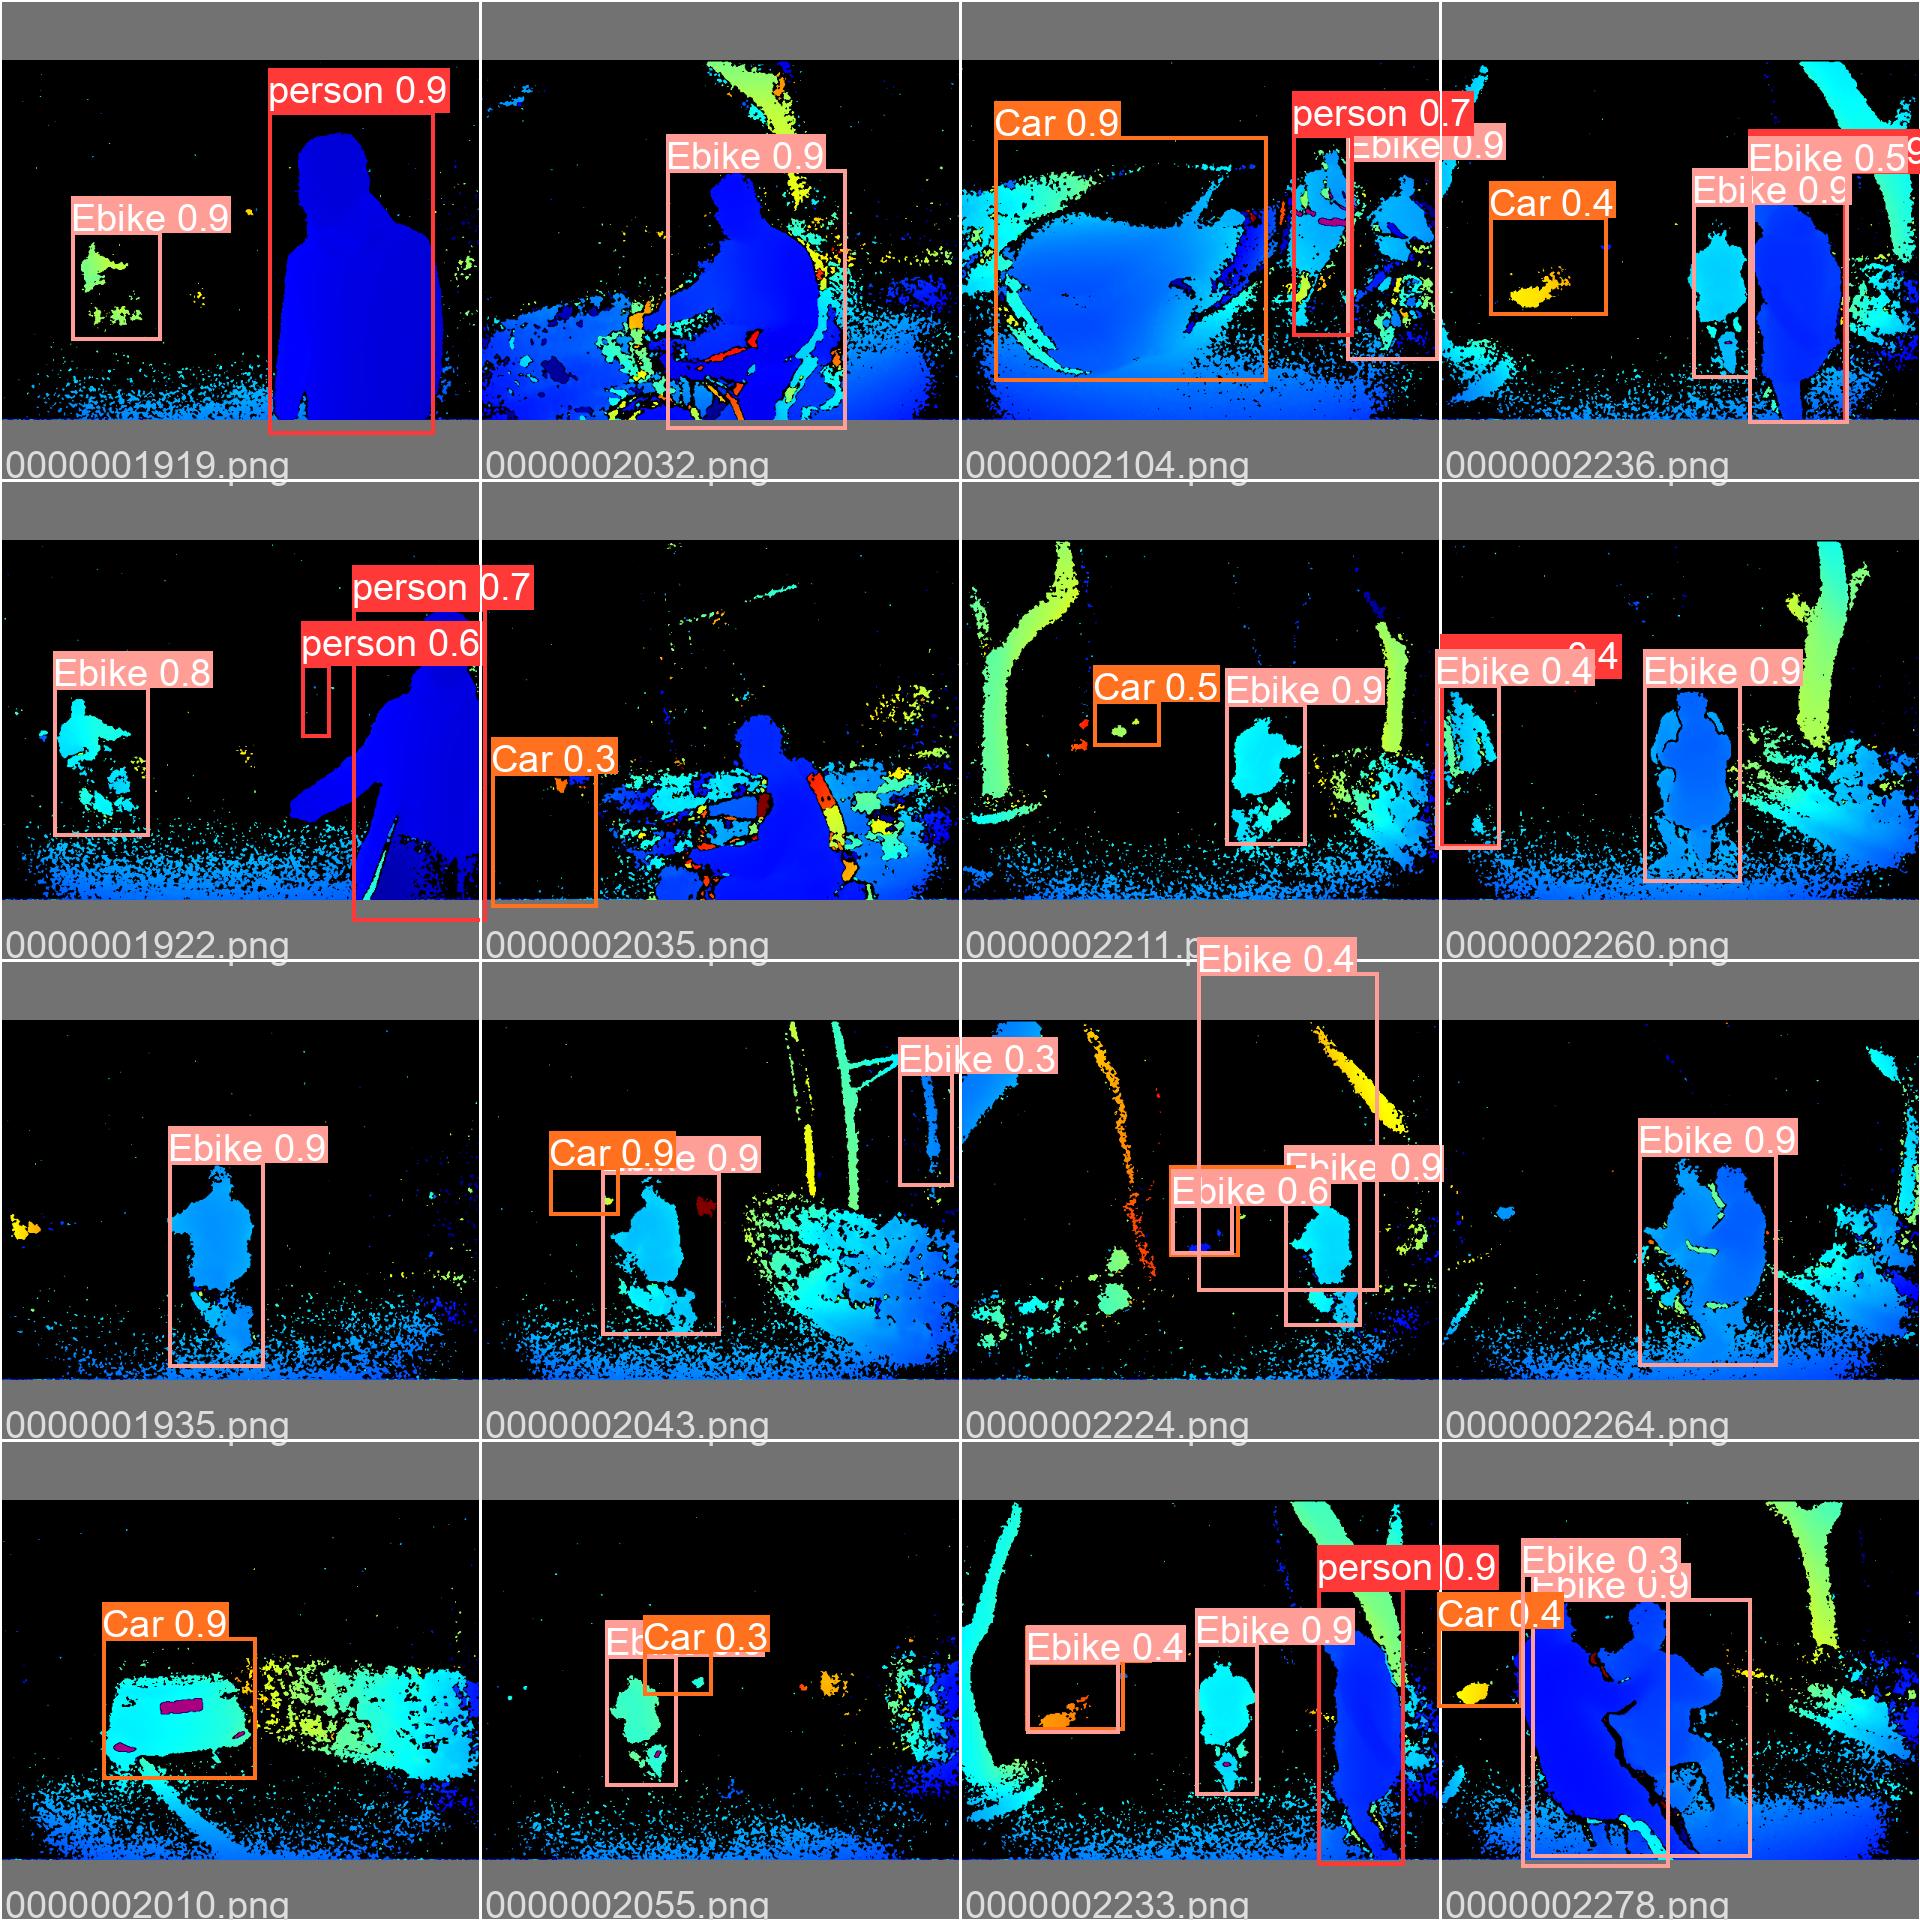 person 0.9
Ebike 0.9
0000001919.png
Ebike 0.9
0000002032.png
Car 0.9
person 0.7
Ebike 0.9
0000002104.png
Ebike 0.5
Ebike 0.9
Car 0.4
0000002236.png
person 0.7
person 0.6
Ebike 0.8
0000001922.png
Car 0.3
0000002035.png
Car 0.5
Ebike 0.9
0000002211.p
Ebike 0.4
Ebike 0.9
0000002260.png
Ebike 0.9
0000001935.png
Ebike 0.3
Car 0.9
0.9
0000002043.png
Ebike 0.4
Ebike 0.9
Ebike 0.6
0000002224.png
Ebike 0.9
0000002264.png
Car 0.9
0000002010.png
Eb
Car 0.3
0000002055.png
person 0.9
Ebike 0.9
Ebike 0.4
0000002233.png
Ebike 0.3
Ebike 0.9
Car 0.4
0000002278.png